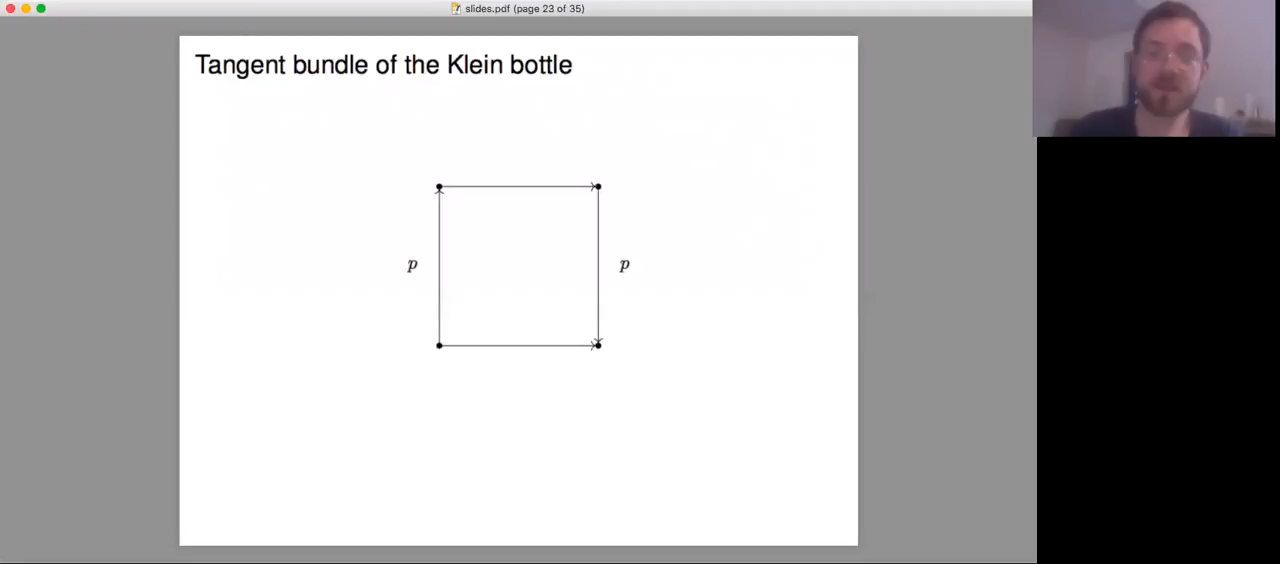 slides.pdf (page 23 of 35)
Tangent bundle of the Klein bottle
p p